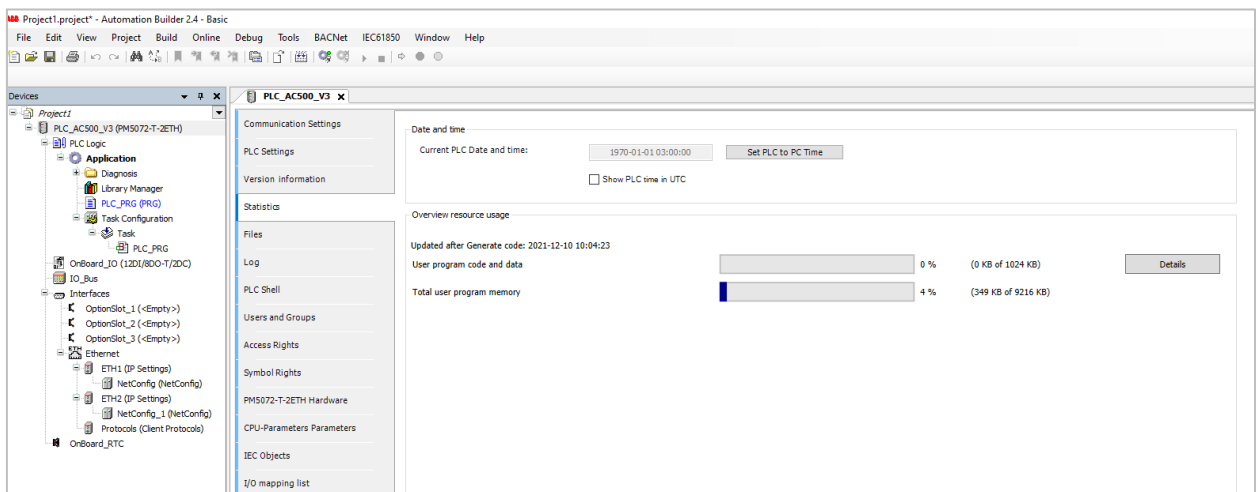 ABB Project1.project* - Automation Builder 2.4 - Basic
File Edit View Project Build Online Debug Tools BACNet IEC61850 Window Help
Devices
Project1
PLC_AC500_V3 (PM5072-T-2ETH)
PLC Logic
Application
Diagnosis
Library Manager
PLC_PRG (PRG)
Task Configuration
Task
PLC_PRG
OnBoard_IO (12DI/8DO-T/2DC)
IO_Bus
Interfaces
OptionSlot_1 (<Empty>)
OptionSlot_2 (<Empty>)
OptionSlot_3 (<Empty>)
ETH Ethernet
ETH1 (IP Settings)
NetConfig (NetConfig)
ETH2 (IP Settings)
NetConfig_1 (NetConfig)
Protocols (Client Protocols)
OnBoard_RTC
PLC_AC500_V3 x
Communication Settings
PLC Settings
Version information
Statistics
Files
Log
PLC Shell
Users and Groups
Access Rights
Symbol Rights
PM5072-T-2ETH Hardware
CPU-Parameters Parameters
IEC Objects
I/O mapping list
Date and time
Current PLC Date and time: 1970-01-01 03:00:00 Set PLC to PC Time
Show PLC time in UTC
Overview resource usage
Updated after Generate code: 2021-12-10 10:04:23
User program code and data 0 % (0 KB of 1024 KB) Details
Total user program memory 4 % (349 KB of 9216 KB)